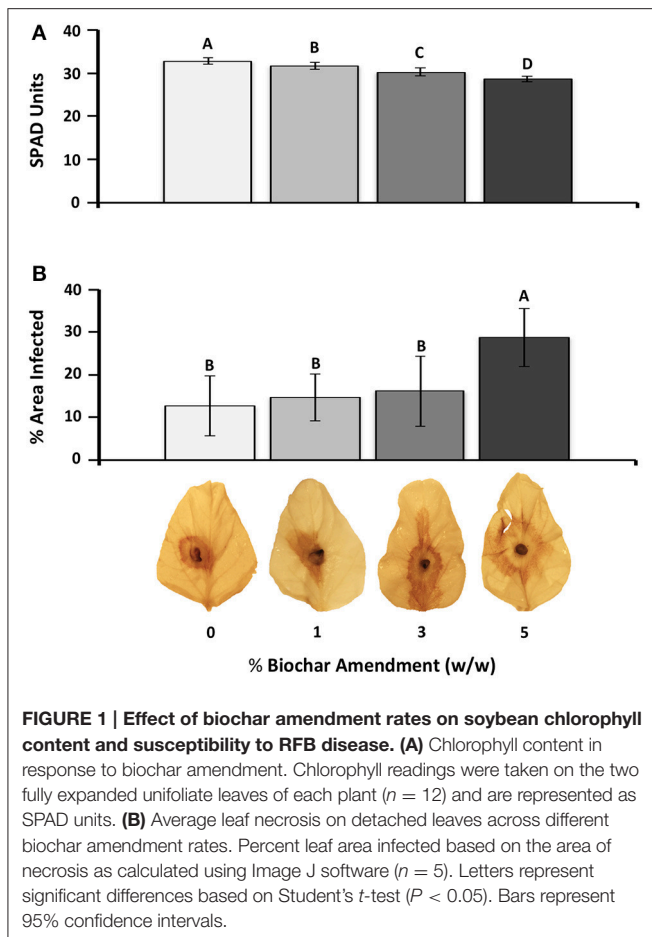 A
40
30
20
10
0
SPAD Units
A
B
C
D
B
40
30
20
10
0
% Area Infected
B
B
B
A
0
1
3
5
% Biochar Amendment (w/w)
FIGURE 1 | Effect of biochar amendment rates on soybean chlorophyll
content and susceptibility to RFB disease. (A) Chlorophyll content in
response to biochar amendment. Chlorophyll readings were taken on the two
fully expanded unifoliate leaves of each plant (n = 12) and are represented as
SPAD units. (B) Average leaf necrosis on detached leaves across different
biochar amendment rates. Percent leaf area infected based on the area of
necrosis as calculated using Image J software (n = 5). Letters represent
significant differences based on Student's t-test (P < 0.05). Bars represent
95% confidence intervals.